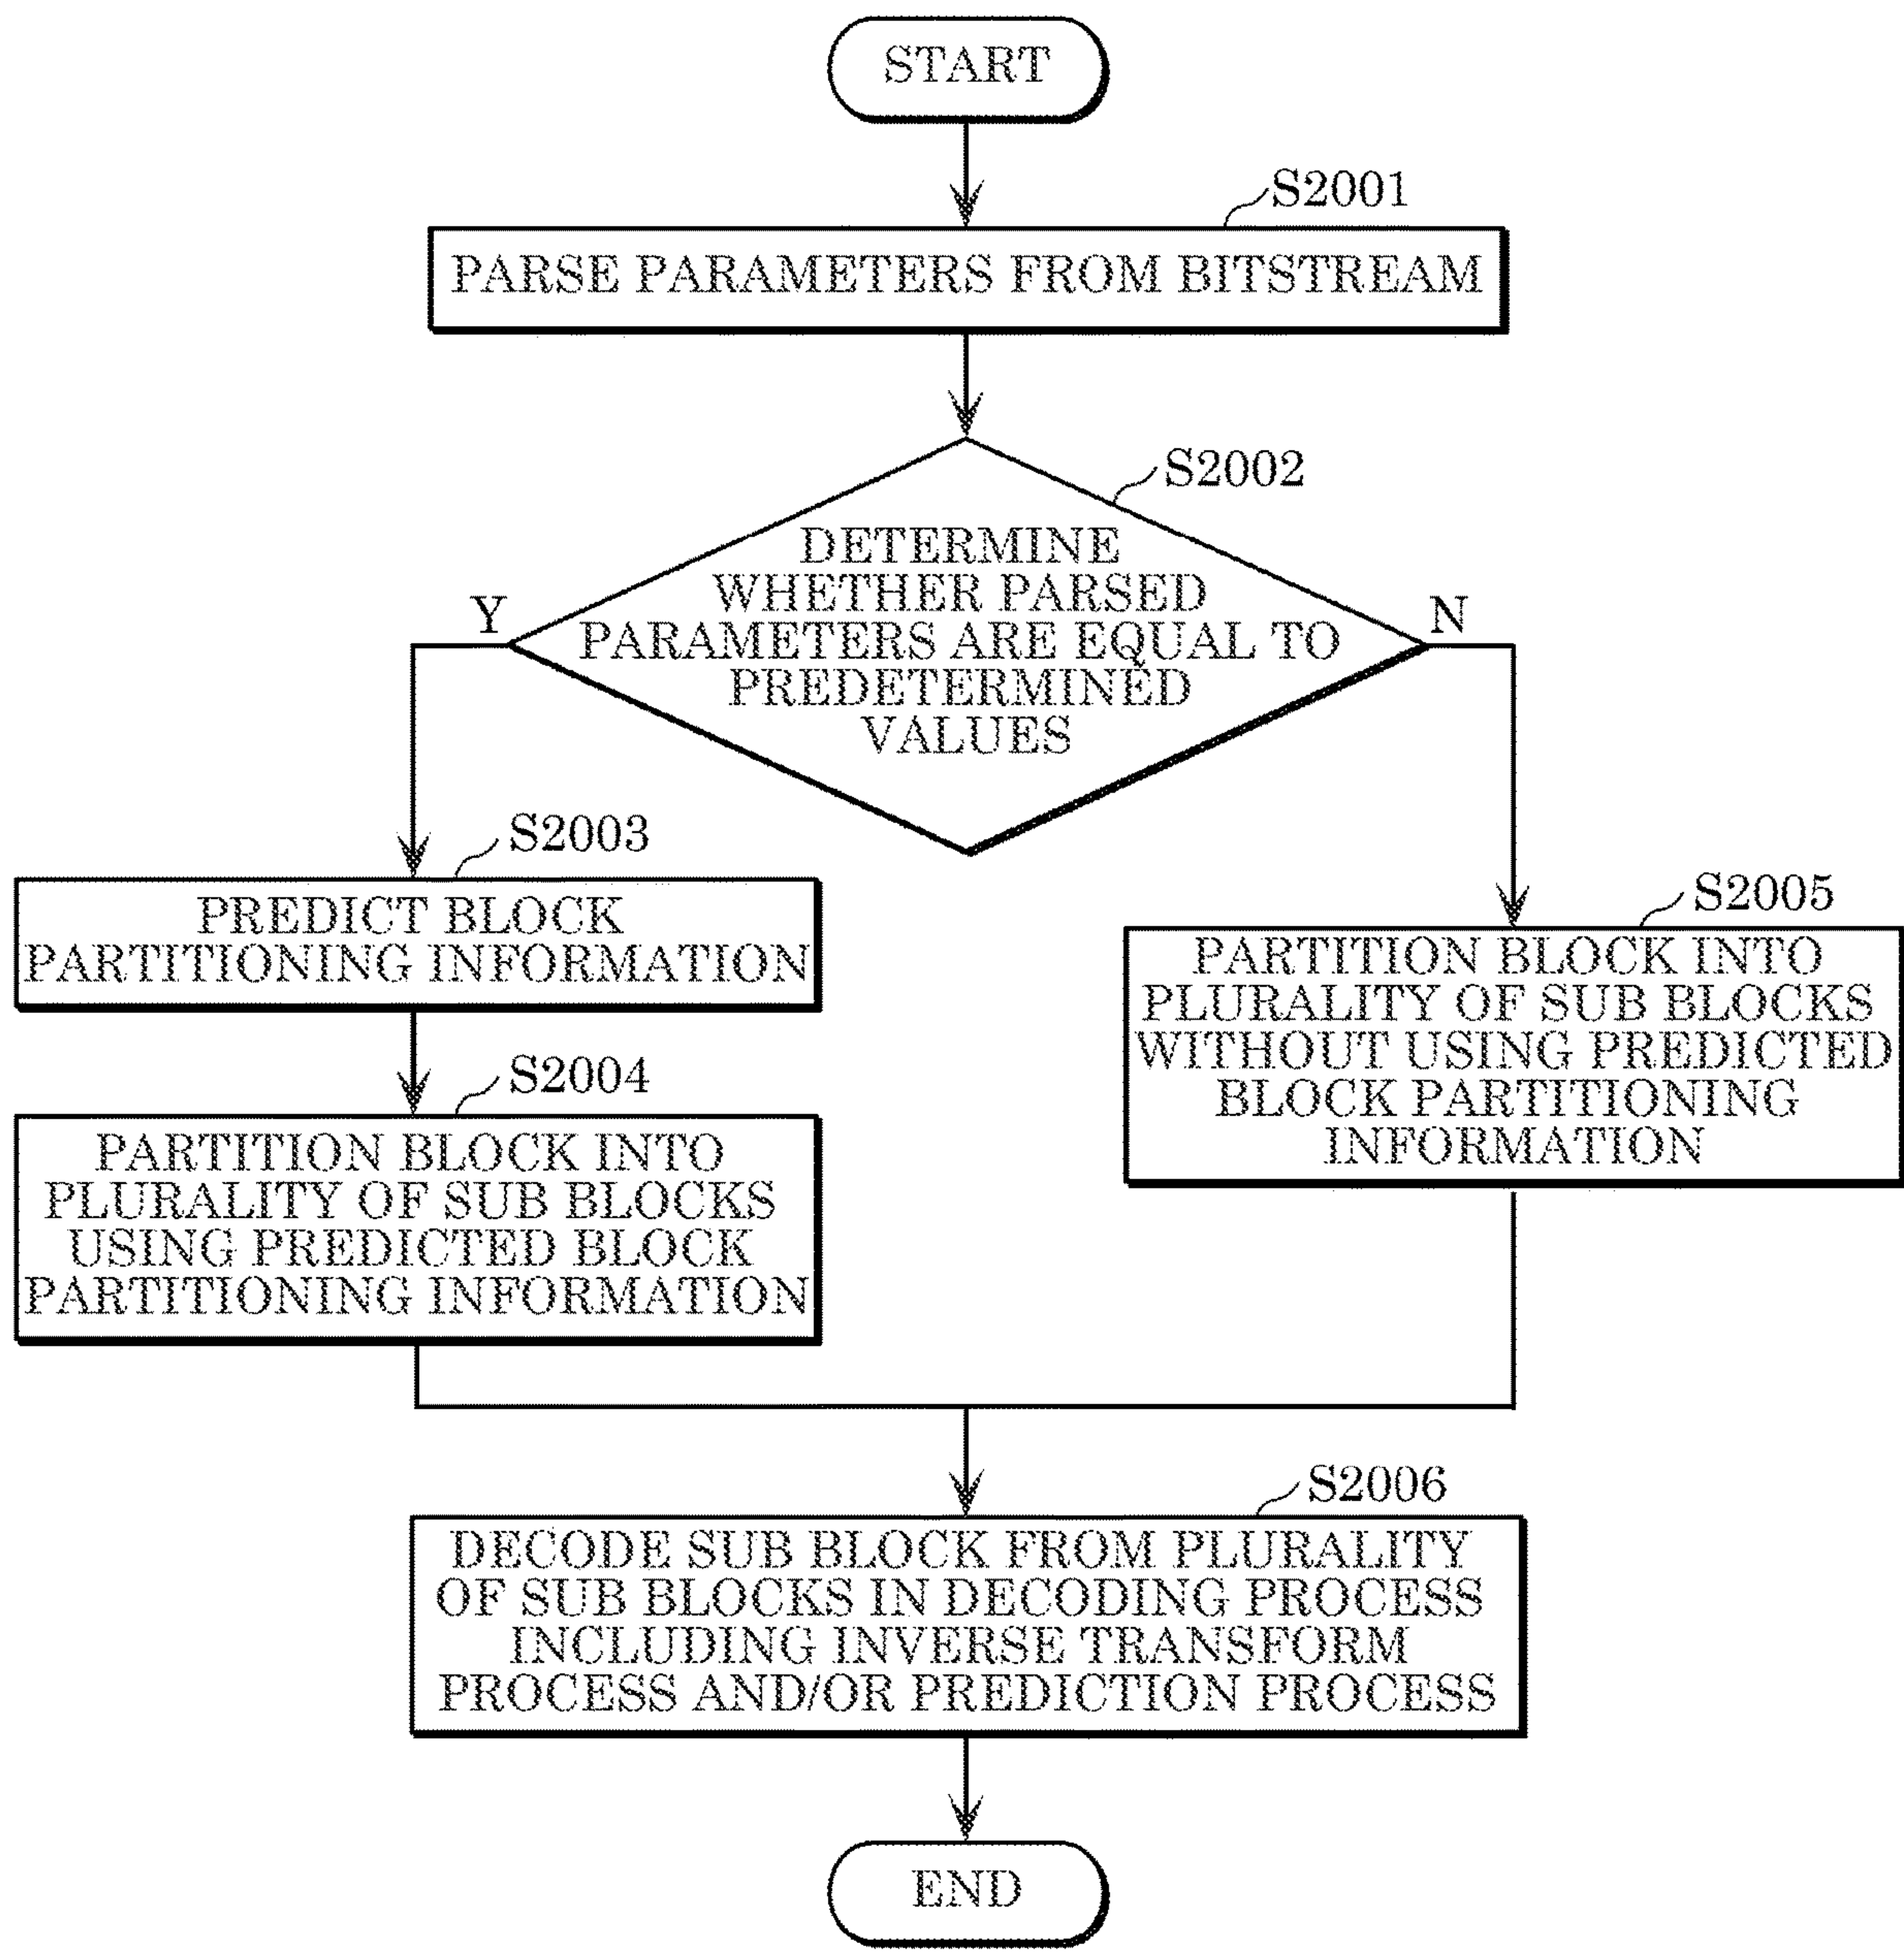 START
S2001
PARSE PARAMETERS FROM BITSTREAM
S2002
DETERMINE
WHETHER PARSED
PARAMETERS ARE EQUAL TO
PREDETERMINED
VALUES
Y
N
S2003
PREDICT BLOCK
PARTITIONING INFORMATION
S2004
PARTITION BLOCK INTO
PLURALITY OF SUB BLOCKS
USING PREDICTED BLOCK
PARTITIONING INFORMATION
S2005
PARTITION BLOCK INTO
PLURALITY OF SUB BLOCKS
WITHOUT USING PREDICTED
BLOCK PARTITIONING
INFORMATION
S2006
DECODE SUB BLOCK FROM PLURALITY
OF SUB BLOCKS IN DECODING PROCESS
INCLUDING INVERSE TRANSFORM
PROCESS AND/OR PREDICTION PROCESS
END